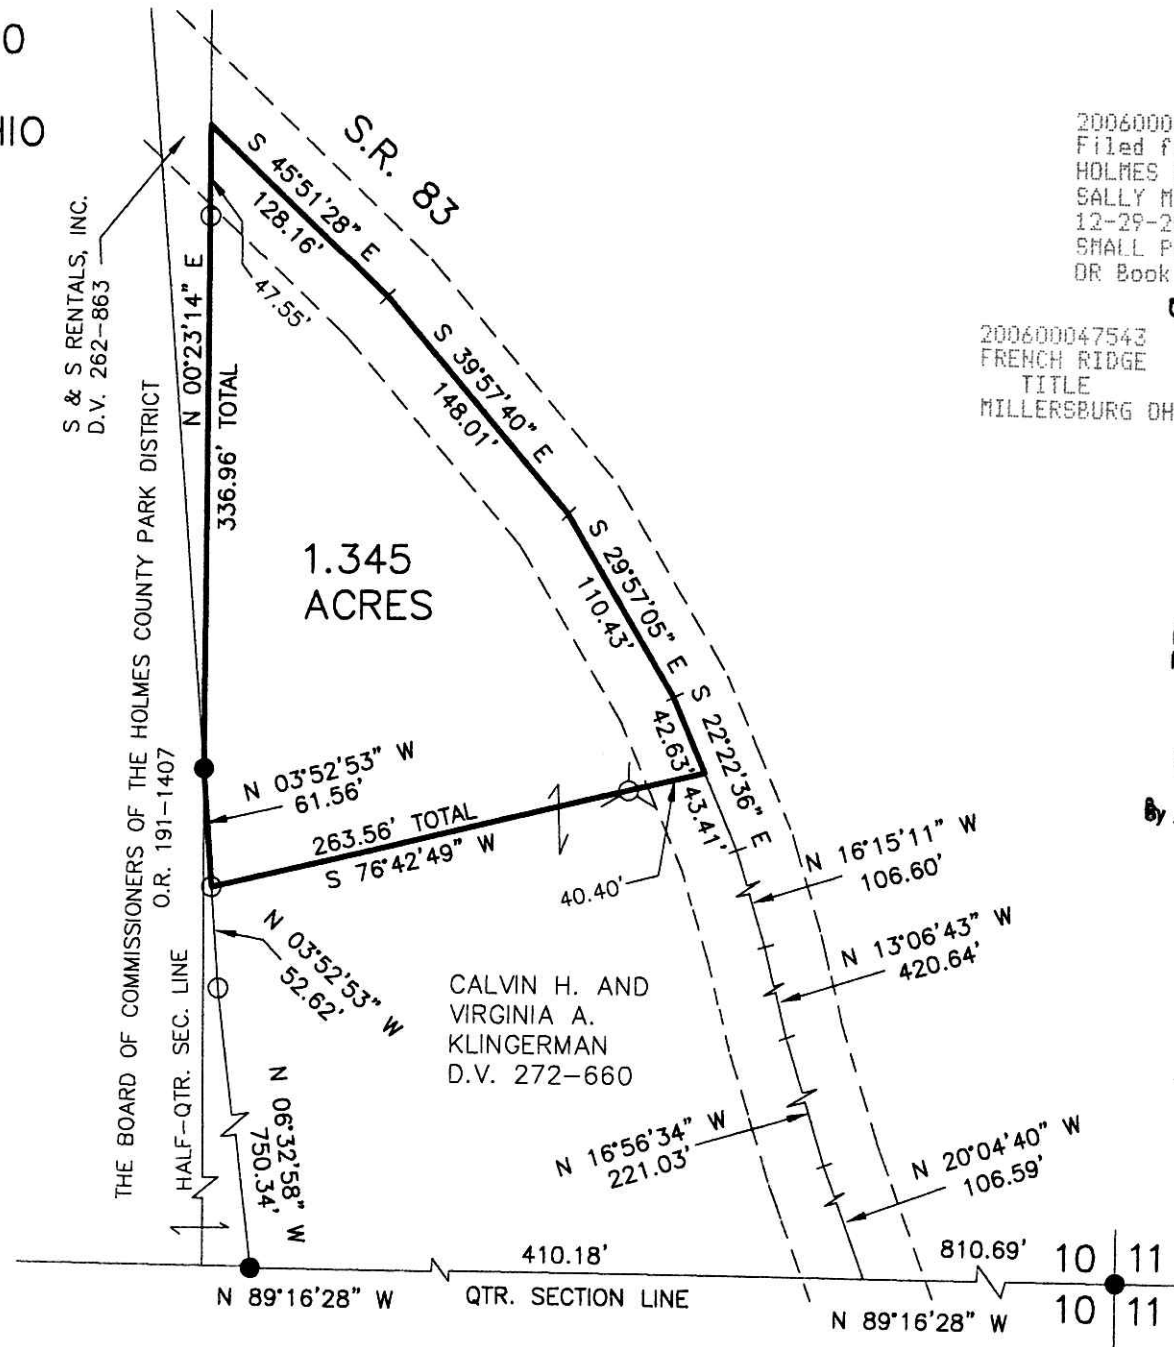 0
HIO
S.R. 83
S 45°51'28" E
128.16'
47.55'
S & S RENTALS, INC.
D.V. 262-863
N 00°23'14" E
336.96' TOTAL
S 39°57'40" E
148.01'
1.345
ACRES
S 29°57'05" E
110.43'
S 22°22'36" E
42.63'
43.41'
THE BOARD OF COMMISSIONERS OF THE HOLMES COUNTY PARK DISTRICT
O.R. 191-1407
N 03°52'53" W
61.56'
263.56' TOTAL
S 76°42'49" W
40.40'
N 16°15'11" W
106.60'
N 13°06'43" W
420.64'
N 03°52'53" W
52.62'
HALF-QTR. SEC. LINE
CALVIN H. AND
VIRGINIA A.
KLINGERMAN
D.V. 272-660
N 06°32'58" W
750.34'
N 16°56'34" W
221.03'
N 20°04'40" W
106.59'
410.18'
810.69'
10 11
10 11
N 89°16'28" W
QTR. SECTION LINE
N 89°16'28" W
2006000
Filed f
HOLMES
SALLY M
12-29-2
SMALL P
OR Book
200600047543
FRENCH RIDGE
TITLE
MILLERSBURG OH
By